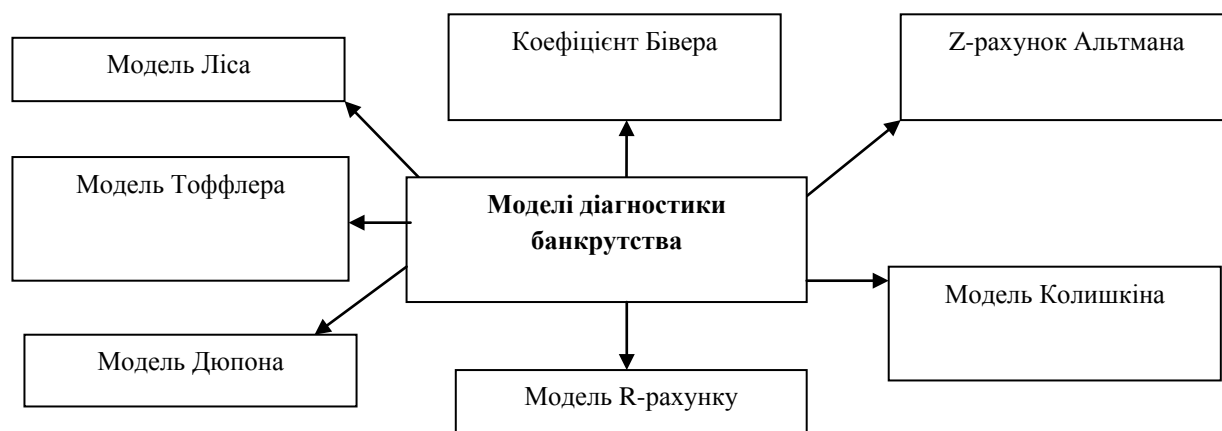 Модель Ліса
Коефіцієнт Бівера
Z-рахунок Альтмана
Модель Тоффлера
Моделі діагностики
банкрутства
Модель Колишкіна
Модель Дюпона
Модель R-рахунку